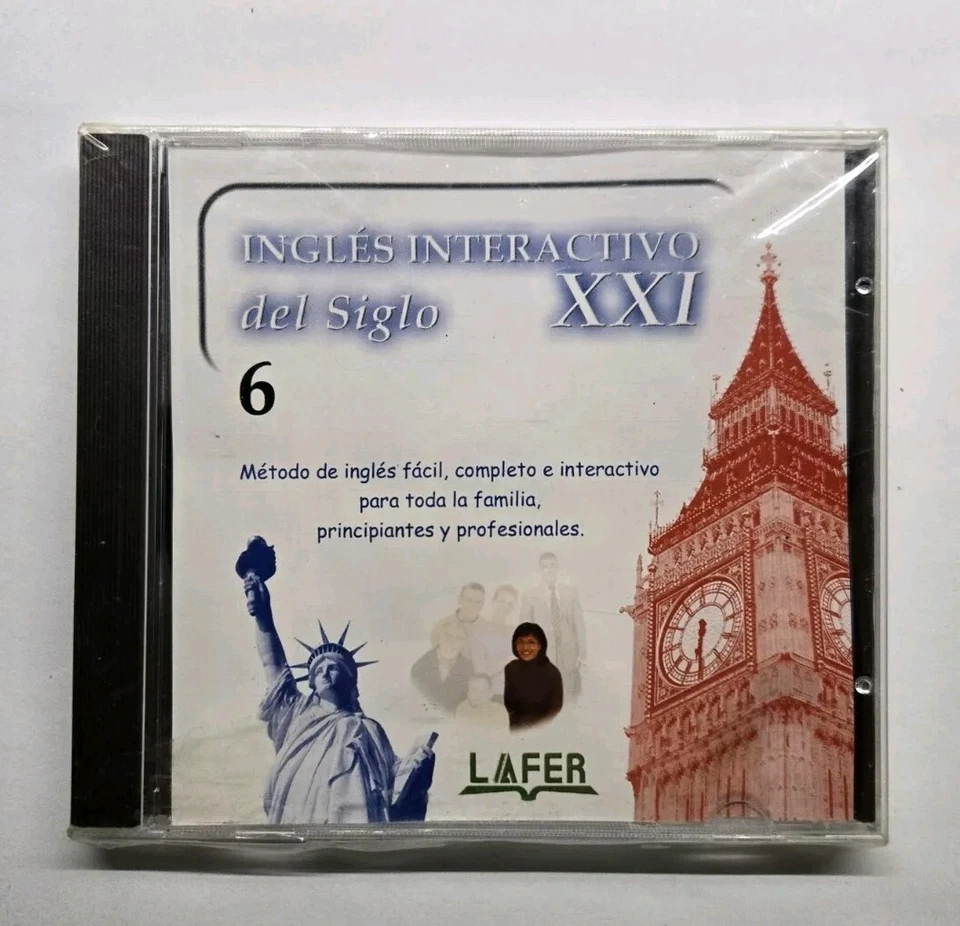 INGLÉS INTERACTIVO
del Siglo XXI
6
Método de inglés fácil, completo e interactivo
para toda la familia,
principiantes y profesionales.
LAFER